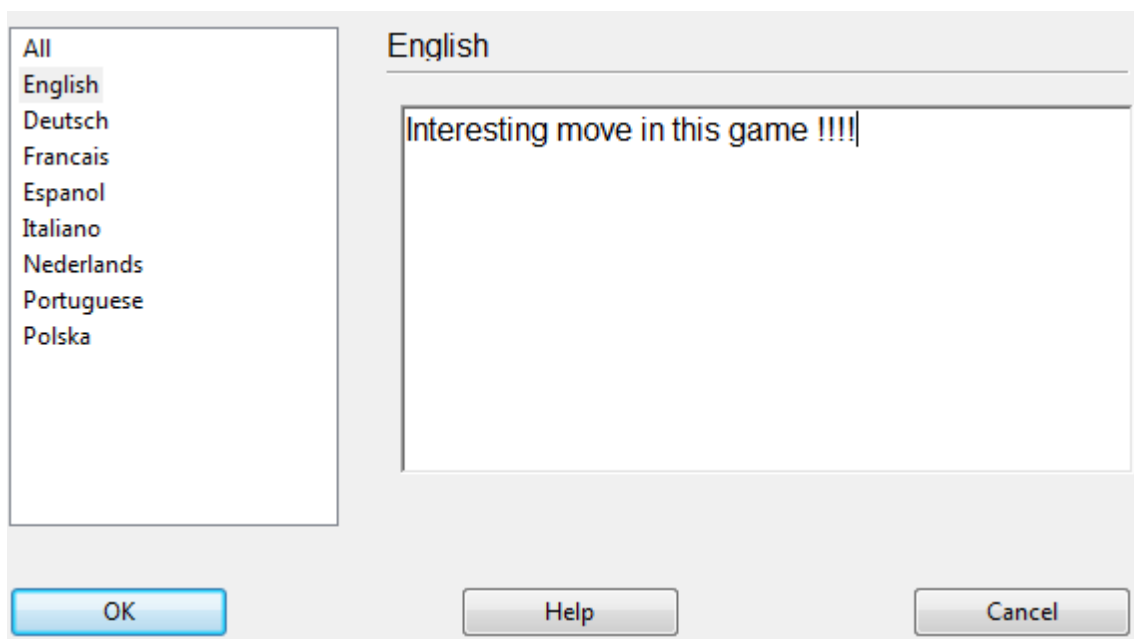 All
English
Deutsch
Francais
Espanol
Italiano
Nederlands
Portuguese
Polska
English
Interesting move in this game !!!!
OK
Help
Cancel